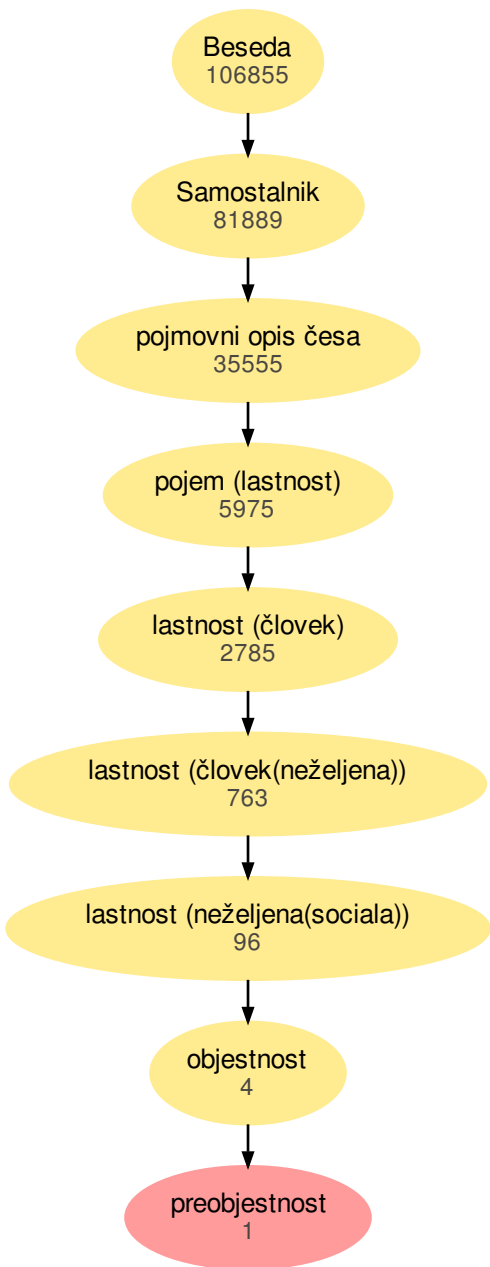 Beseda
106855
Samostalnik
81889
pojmovni opis česa
35555
pojem (lastnost)
5975
lastnost (človek)
2785
lastnost (človek(neželjena))
763
lastnost (neželjena(sociala))
96
objestnost
4
preobjestnost
1